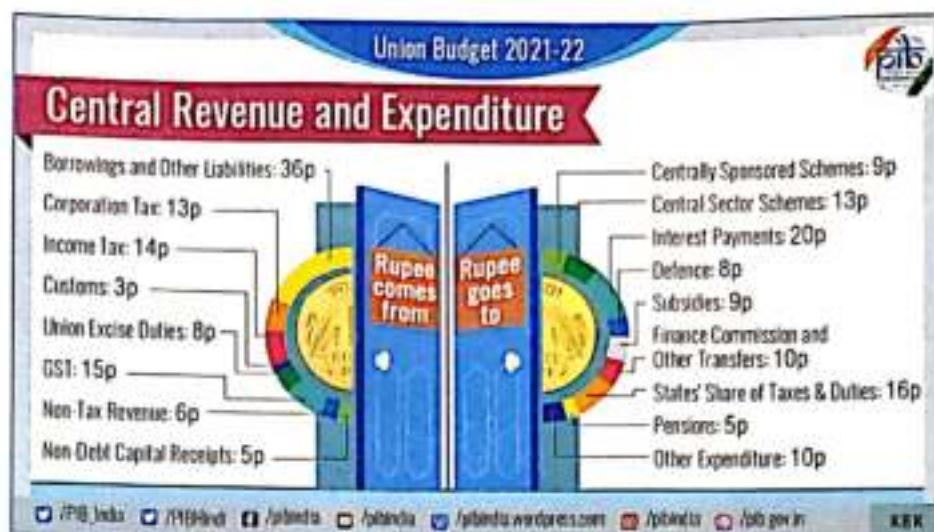 Union Budget 2021-22
pib
Central Revenue and Expenditure
Borrowings and Other Liabilities: 36p
Corporation Tax: 13p
Income Tax: 14p
Customs: 3p
Union Excise Duties: 8p
GST: 15p
Non-Tax Revenue: 6p
Non-Debt Capital Receipts: 5p
Rupee
comes
from
Rupee
goes
to
Centrally Sponsored Schemes: 9p
Central Sector Schemes: 13p
Interest Payments: 20p
Defence: 8p
Subsidies: 9p
Finance Commission and
Other Transfers: 10p
States' Share of Taxes & Duties: 16p
Pensions: 5p
Other Expenditure: 10p
/PIB_India /PIBHindi /pibindia /pibindia /pibindia.wordpress.com /pibindia pib.gov.in KBK